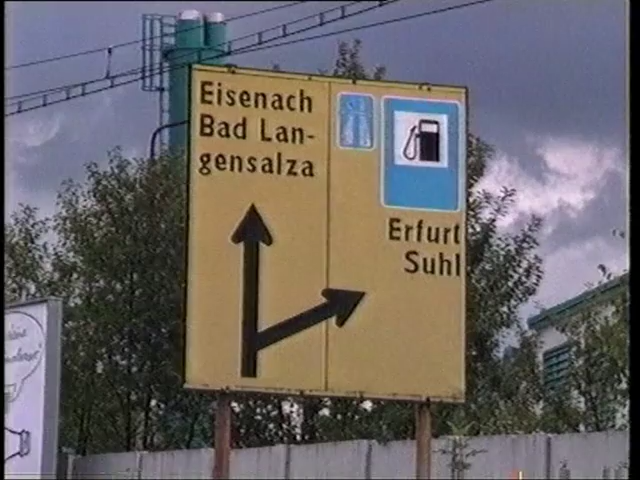 Eisenach
Bad Lan-
gensalza
Erfurt
Suhl